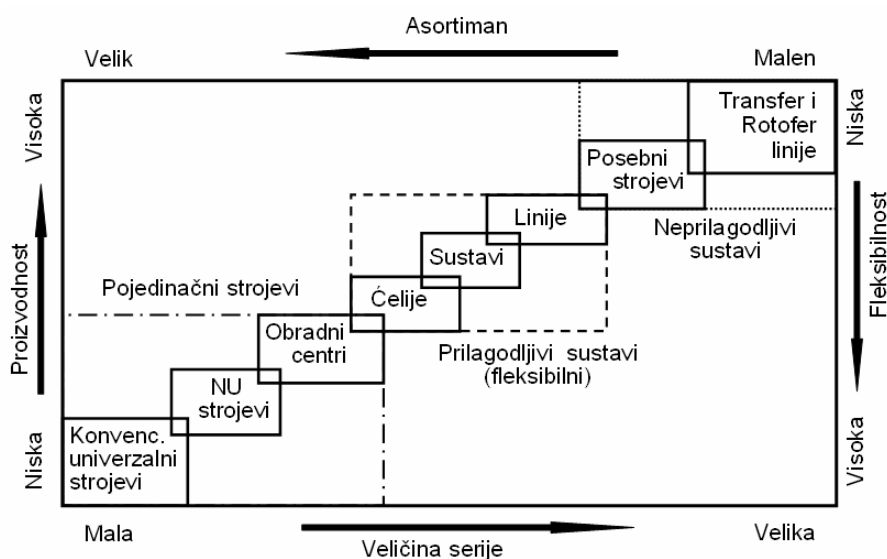 Asortiman
Velik
Malen
Visoka
Niska
Transfer i
Rotofer
linije
Posebni
strojevi
Linije
Neprilagodljivi
sustavi
Sustavi
Proizvodnost
Fleksibilnost
Pojedinačni strojevi
Ćelije
Obradni
centri
Prilagodljivi sustavi
(fleksibilni)
NU
strojevi
Konvenc.
univerzalni
strojevi
Niska
Visoka
Mala
Velika
Veličina serije